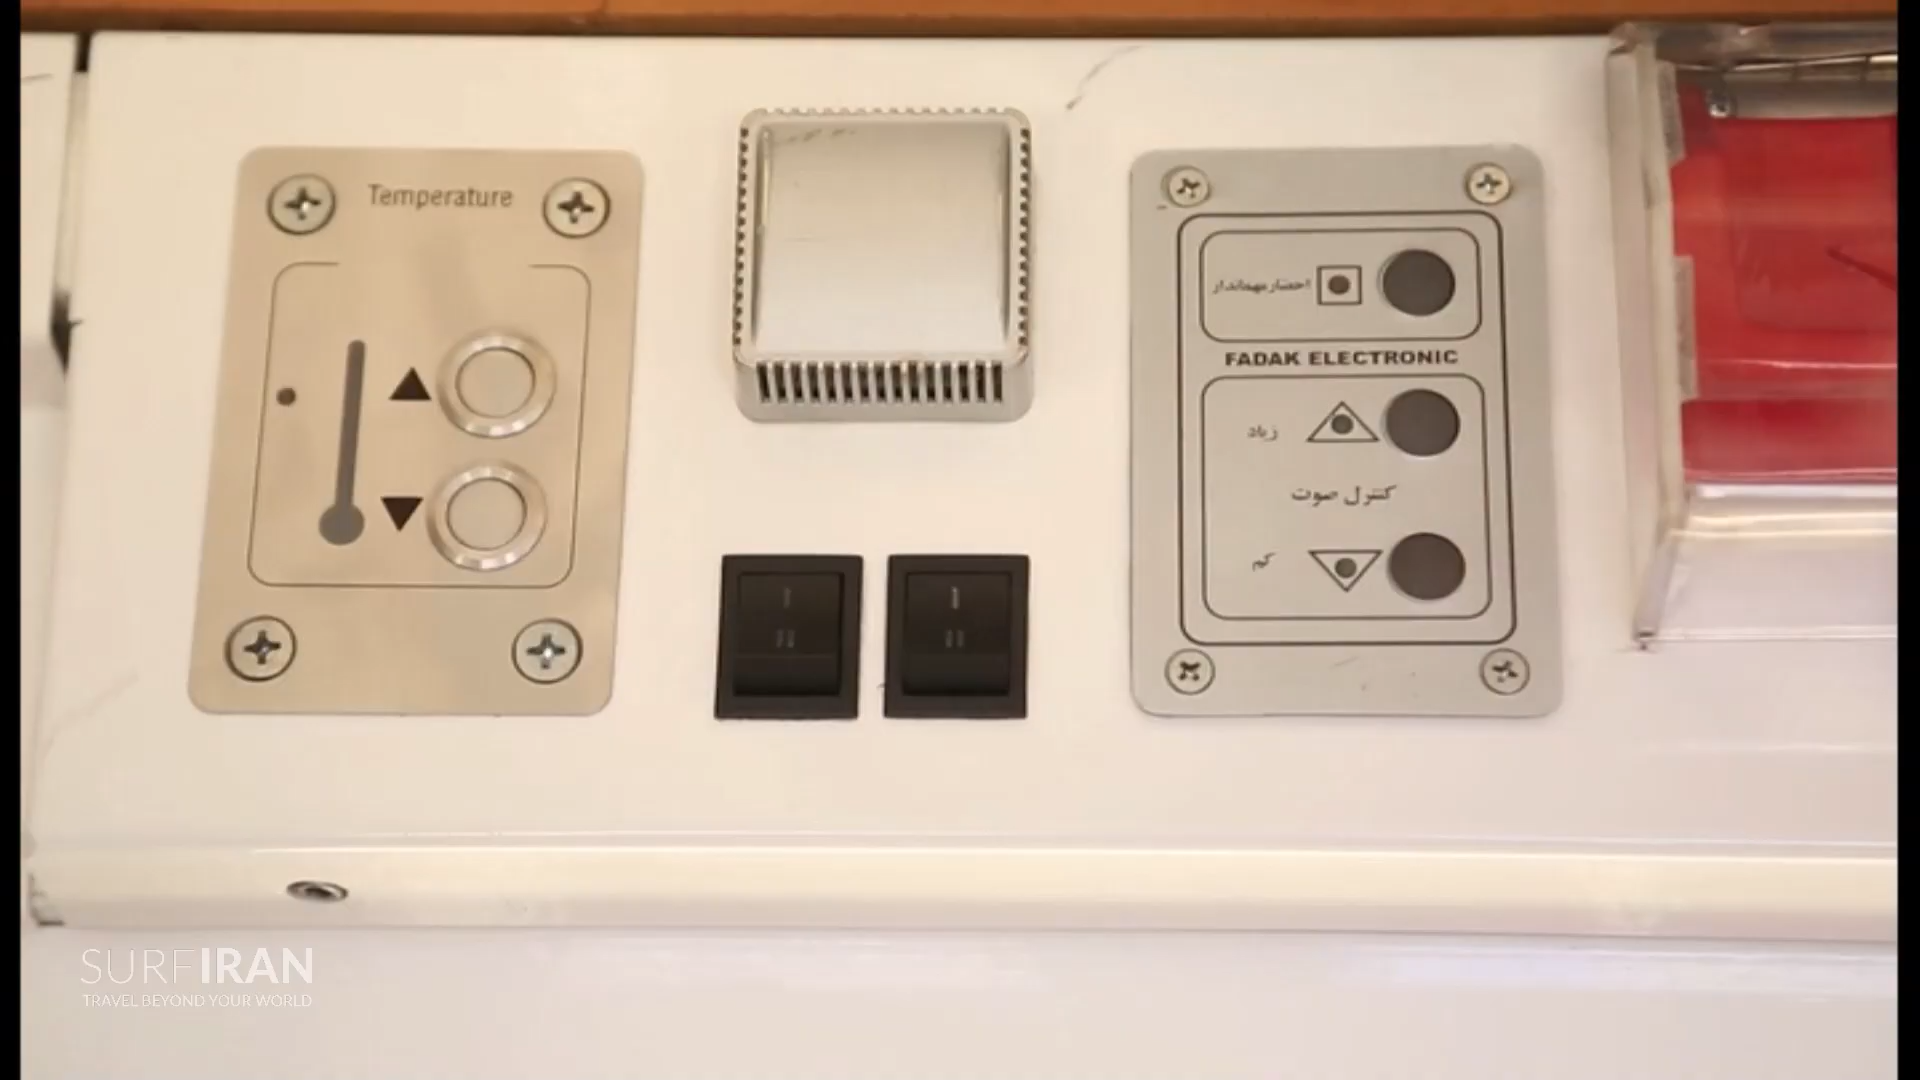 Temperature
احضار مهماندار
FADAK ELECTRONIC
زیاد
کنترل صوت
کم
SURFIRAN
TRAVEL BEYOND YOUR WORLD